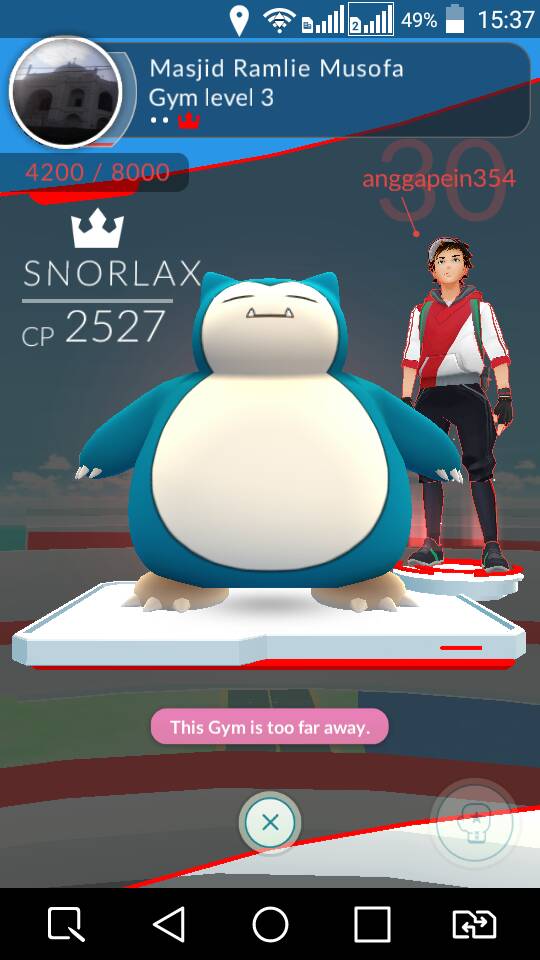 49% 15:37
Masjid Ramlie Musofa
Gym level 3
4200 / 8000
30
anggapein354
SNORLAX
CP 2527
This Gym is too far away.